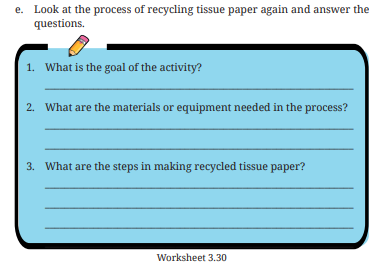 e. Look at the process of recycling tissue paper again and answer the
questions.
1. What is the goal of the activity?
2. What are the materials or equipment needed in the process?
3. What are the steps in making recycled tissue paper?
Worksheet 3.30